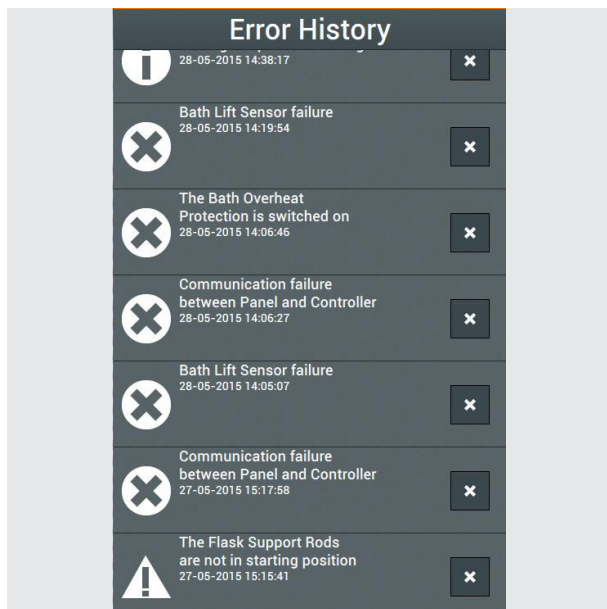 Error History
28-05-2015 14:38:17
Bath Lift Sensor failure
28-05-2015 14:19:54
The Bath Overheat
Protection is switched on
28-05-2015 14:06:46
Communication failure
between Panel and Controller
28-05-2015 14:06:27
Bath Lift Sensor failure
28-05-2015 14:05:07
Communication failure
between Panel and Controller
27-05-2015 15:17:58
The Flask Support Rods
are not in starting position
27-05-2015 15:15:41